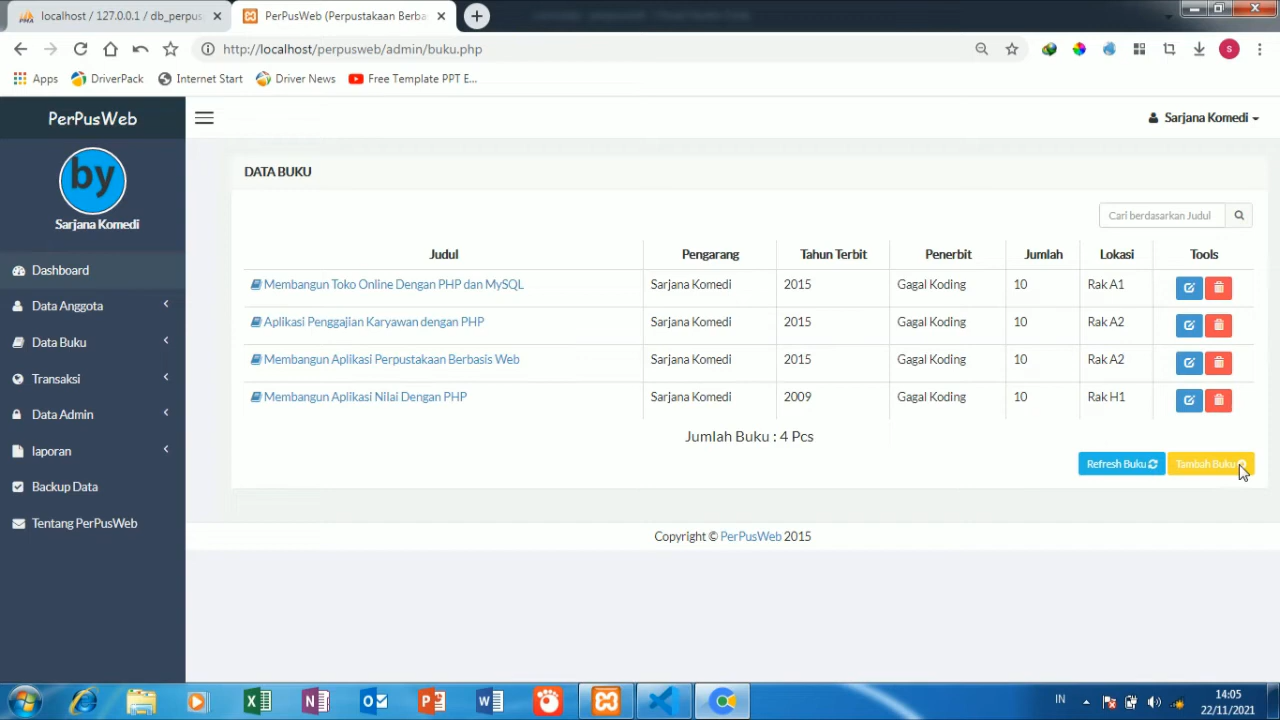 localhost / 127.0.0.1 / db_perpus
PerPusWeb (Perpustakaan Berba
http://localhost/perpusweb/admin/buku.php
S
Apps
DriverPack
Internet Start
Driver News
Free Template PPT E...
PerPusWeb
by
Sarjana Komedi
Dashboard
Data Anggota
Data Buku
Transaksi
Data Admin
laporan
Backup Data
Tentang PerPusWeb
Sarjana Komedi
DATA BUKU
Cari berdasarkan Judul
Judul Pengarang Tahun Terbit Penerbit Jumlah Lokasi Tools
Membangun Toko Online Dengan PHP dan MySQL Sarjana Komedi 2015 Gagal Koding 10 Rak A1
Aplikasi Penggajian Karyawan dengan PHP Sarjana Komedi 2015 Gagal Koding 10 Rak A2
Membangun Aplikasi Perpustakaan Berbasis Web Sarjana Komedi 2015 Gagal Koding 10 Rak A2
Membangun Aplikasi Nilai Dengan PHP Sarjana Komedi 2009 Gagal Koding 10 Rak H1
Jumlah Buku : 4 Pcs
Refresh Buku Tambah Buku
Copyright © PerPusWeb 2015
IN
14:05
22/11/2021